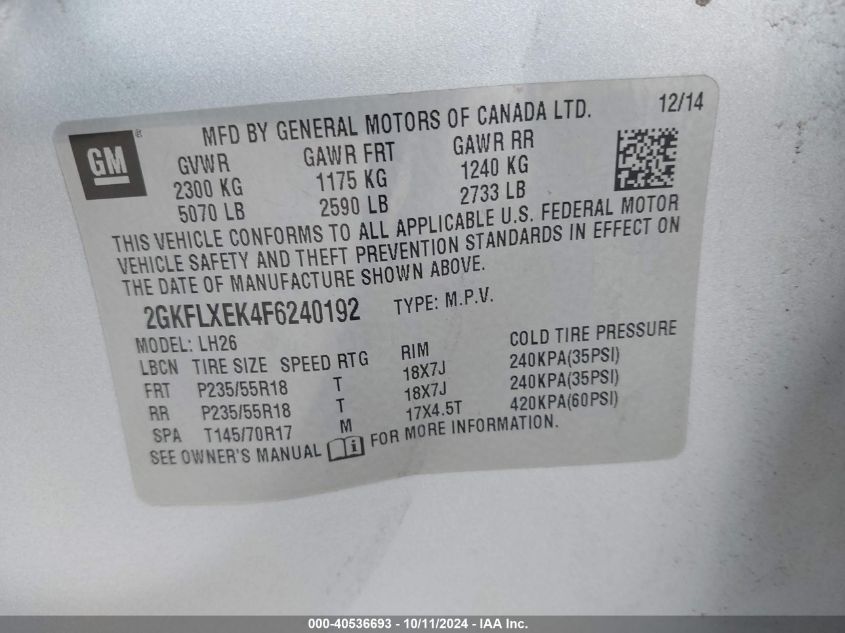 GM
MFD BY GENERAL MOTORS OF CANADA LTD. 12/14
GVWR GAWR FRT GAWR RR
2300 KG 1175 KG 1240 KG
5070 LB 2590 LB 2733 LB
THIS VEHICLE CONFORMS TO ALL APPLICABLE U.S. FEDERAL MOTOR
VEHICLE SAFETY AND THEFT PREVENTION STANDARDS IN EFFECT ON
THE DATE OF MANUFACTURE SHOWN ABOVE.
2GKFLXEK4F6240192 TYPE: M.P.V.
MODEL: LH26
LBCN TIRE SIZE SPEED RTG RIM COLD TIRE PRESSURE
FRT P235/55R18 T 18X7J 240KPA(35PSI)
RR P235/55R18 T 18X7J 240KPA(35PSI)
SPA T145/70R17 M 17X4.5T 420KPA(60PSI)
SEE OWNER'S MANUAL i FOR MORE INFORMATION.
000-40536693 - 10/11/2024 - IAA Inc.